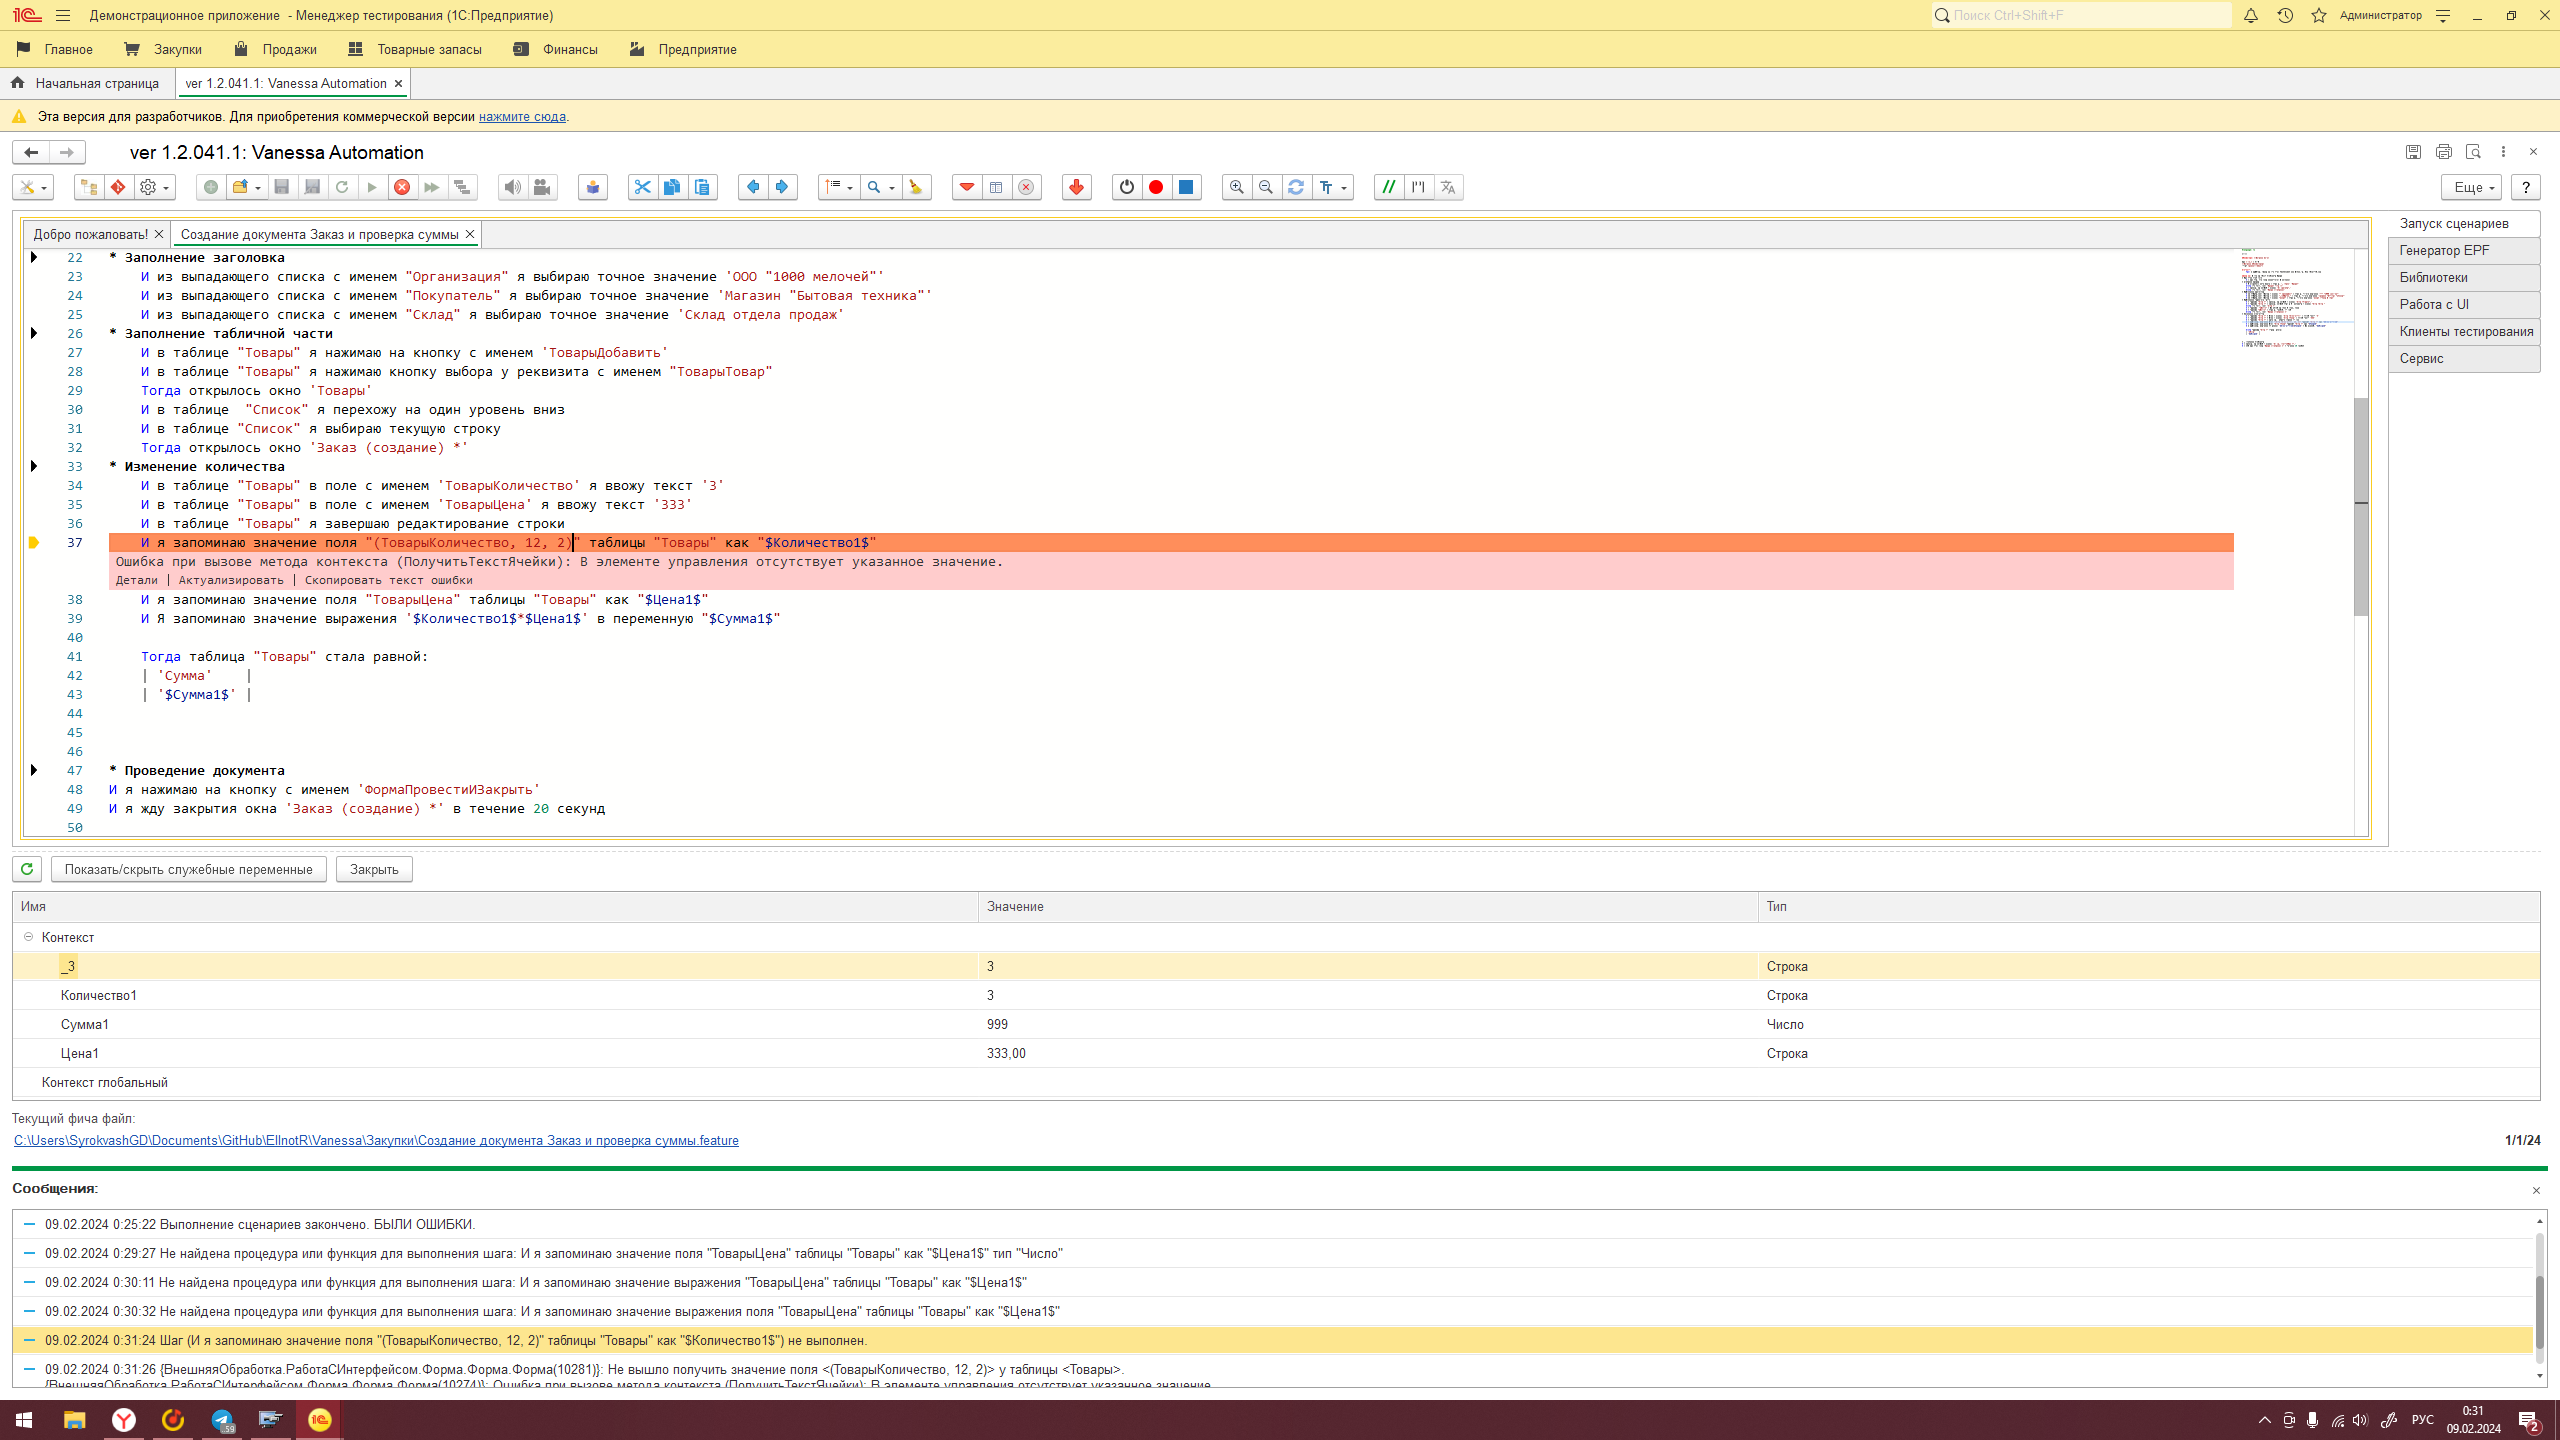 Демонстрационное приложение - Менеджер тестирования (1С:Предприятие)
Поиск Ctrl+Shift+F
Администратор
Главное
Закупки
Продажи
Товарные запасы
Финансы
Предприятие
Начальная страница
ver 1.2.041.1: Vanessa Automation
Эта версия для разработчиков. Для приобретения коммерческой версии нажмите сюда.
ver 1.2.041.1: Vanessa Automation
Еще
?
Добро пожаловать!
Создание документа Заказ и проверка суммы
Запуск сценариев
Генератор EPF
Библиотеки
Работа с UI
Клиенты тестирования
Сервис
22 * Заполнение заголовка
23 И из выпадающего списка с именем "Организация" я выбираю точное значение 'ООО "1000 мелочей"'
24 И из выпадающего списка с именем "Покупатель" я выбираю точное значение 'Магазин "Бытовая техника"'
25 И из выпадающего списка с именем "Склад" я выбираю точное значение 'Склад отдела продаж'
26 * Заполнение табличной части
27 И в таблице "Товары" я нажимаю на кнопку с именем 'ТоварыДобавить'
28 И в таблице "Товары" я нажимаю кнопку выбора у реквизита с именем "ТоварыТовар"
29 Тогда открылось окно 'Товары'
30 И в таблице  "Список" я перехожу на один уровень вниз
31 И в таблице "Список" я выбираю текущую строку
32 Тогда открылось окно 'Заказ (создание) *'
33 * Изменение количества
34 И в таблице "Товары" в поле с именем 'ТоварыКоличество' я ввожу текст '3'
35 И в таблице "Товары" в поле с именем 'ТоварыЦена' я ввожу текст '333'
36 И в таблице "Товары" я завершаю редактирование строки
37 И я запоминаю значение поля "(ТоварыКоличество, 12, 2)" таблицы "Товары" как "$Количество1$"
Ошибка при вызове метода контекста (ПолучитьТекстЯчейки): В элементе управления отсутствует указанное значение.
Детали | Актуализировать | Скопировать текст ошибки
38 И я запоминаю значение поля "ТоварыЦена" таблицы "Товары" как "$Цена1$"
39 И Я запоминаю значение выражения '$Количество1$*$Цена1$' в переменную "$Сумма1$"
40
41 Тогда таблица "Товары" стала равной:
42 | 'Сумма'    |
43 | '$Сумма1$' |
44
45
46
47 * Проведение документа
48 И я нажимаю на кнопку с именем 'ФормаПровестиИЗакрыть'
49 И я жду закрытия окна 'Заказ (создание) *' в течение 20 секунд
50
Показать/скрыть служебные переменные
Закрыть
Имя Значение Тип
Контекст
_3 3 Строка
Количество1 3 Строка
Сумма1 999 Число
Цена1 333,00 Строка
Контекст глобальный
Текущий фича файл:
C:\Users\SyrokvashGD\Documents\GitHub\EllnotR\Vanessa\Закупки\Создание документа Заказ и проверка суммы.feature
1/1/24
Сообщения:
09.02.2024 0:25:22 Выполнение сценариев закончено. БЫЛИ ОШИБКИ.
09.02.2024 0:29:27 Не найдена процедура или функция для выполнения шага: И я запоминаю значение поля "ТоварыЦена" таблицы "Товары" как "$Цена1$" тип "Число"
09.02.2024 0:30:11 Не найдена процедура или функция для выполнения шага: И я запоминаю значение выражения "ТоварыЦена" таблицы "Товары" как "$Цена1$"
09.02.2024 0:30:32 Не найдена процедура или функция для выполнения шага: И я запоминаю значение выражения поля "ТоварыЦена" таблицы "Товары" как "$Цена1$"
09.02.2024 0:31:24 Шаг (И я запоминаю значение поля "(ТоварыКоличество, 12, 2)" таблицы "Товары" как "$Количество1$") не выполнен.
09.02.2024 0:31:26 {ВнешняяОбработка.РаботаСИнтерфейсом.Форма.Форма.Форма(10281)}: Не вышло получить значение поля <(ТоварыКоличество, 12, 2)> у таблицы <Товары>.
{ВнешняяОбработка.РаботаСИнтерфейсом.Форма.Форма.Форма(10274)}: Ошибка при вызове метода контекста (ПолучитьТекстЯчейки): В элементе управления отсутствует указанное значение.
59
РУС
0:31
09.02.2024
2